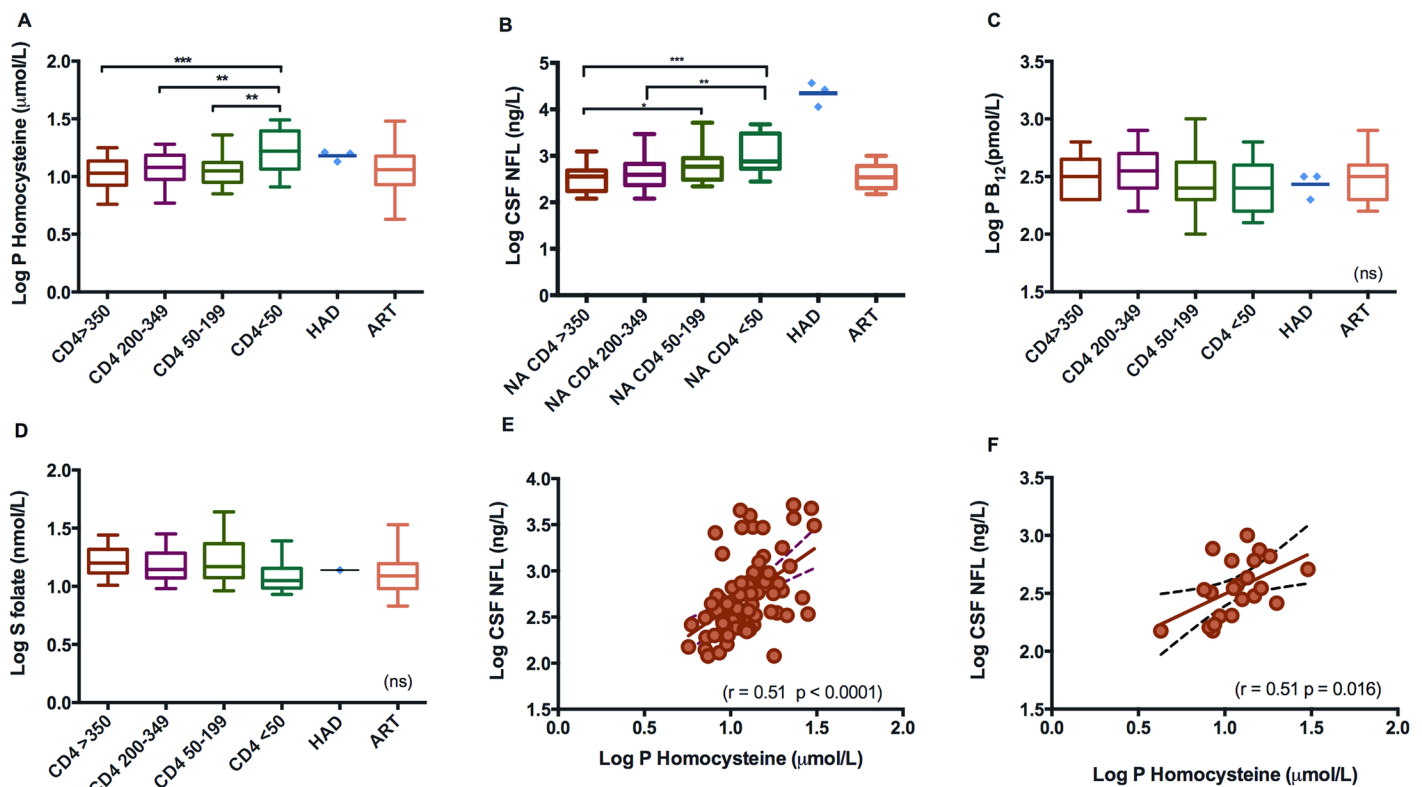 A
Log P Homocysteine (μmol/L)
2.0
1.5
1.0
0.5
0.0
***
**
**
CD4>350
CD4 200-349
CD4 50-199
CD4<50
HAD
ART
B
Log CSF NFL (ng/L)
5
4
3
2
1
0
***
**
*
NA CD4 >350
NA CD4 200-349
NA CD4 50-199
NA CD4 <50
HAD
ART
C
Log P B12(pmol/L)
3.5
3.0
2.5
2.0
1.5
(ns)
CD4>350
CD4 200-349
CD4 50-199
CD4 <50
HAD
ART
D
Log S folate (nmol/L)
2.0
1.5
1.0
0.5
0.0
(ns)
CD4 >350
CD4 200-349
CD4 50-199
CD4 <50
HAD
ART
E
Log CSF NFL (ng/L)
4.0
3.5
3.0
2.5
2.0
1.5
(r = 0.51 p < 0.0001)
0.0
0.5
1.0
1.5
2.0
Log P Homocysteine (μmol/L)
F
Log CSF NFL (ng/L)
3.5
3.0
2.5
2.0
1.5
(r = 0.51 p = 0.016)
0.0
0.5
1.0
1.5
2.0
Log P Homocysteine (μmol/L)